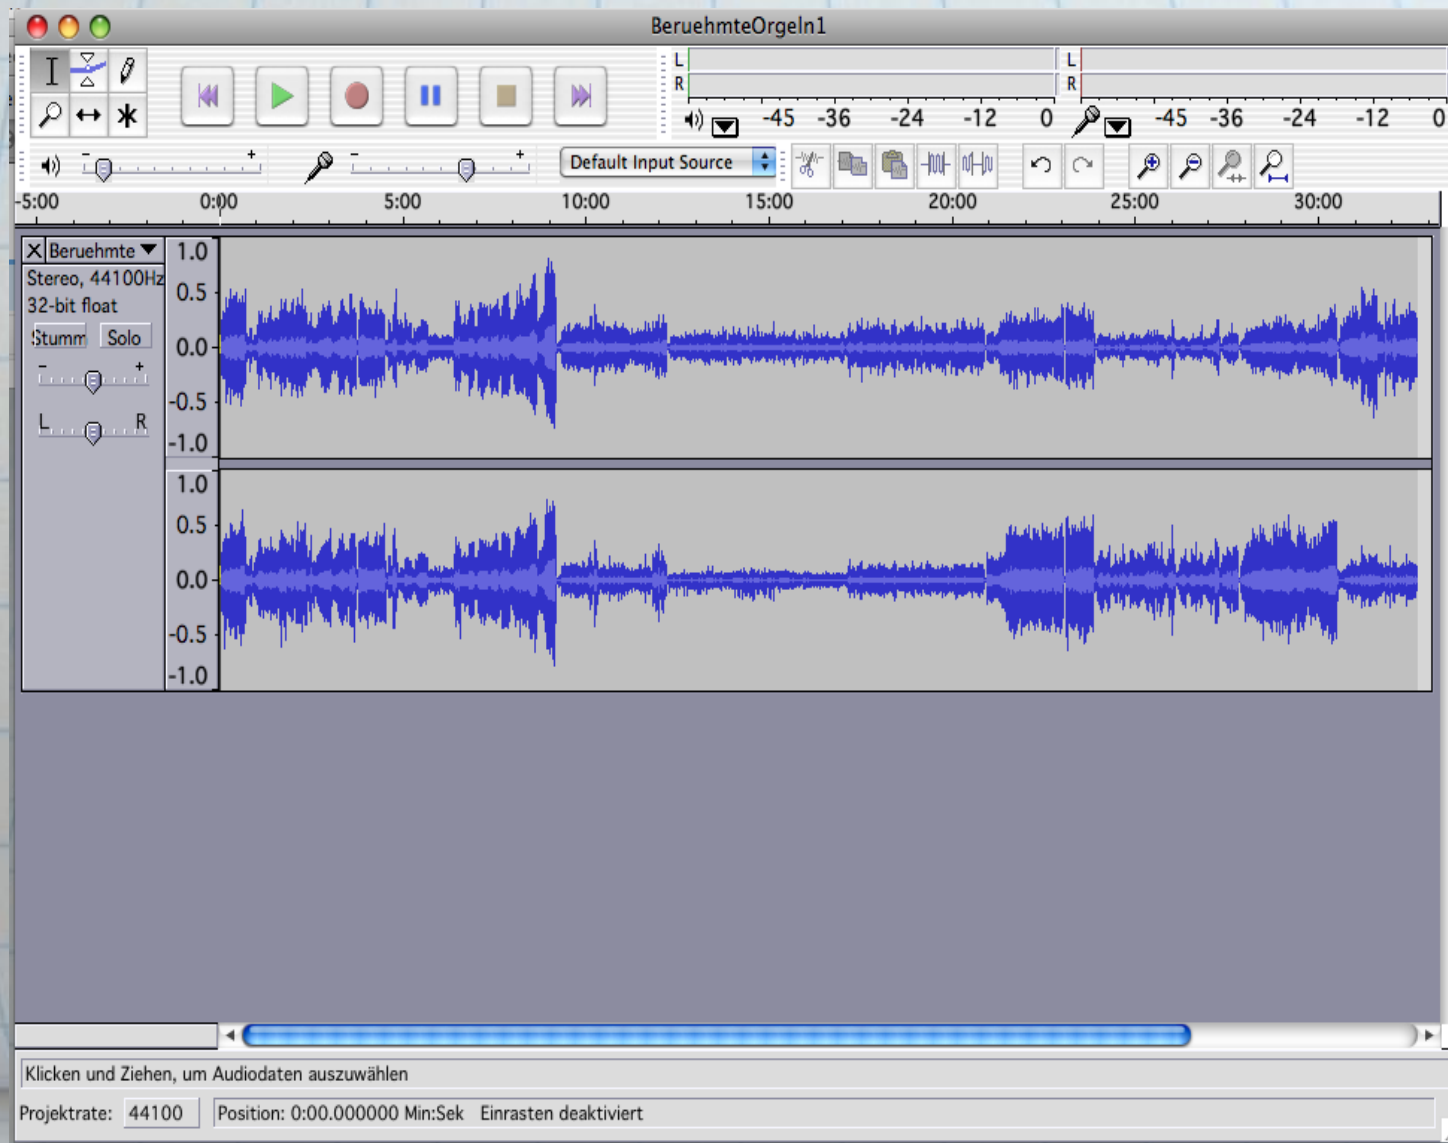 BeruehmteOrgeln1
L
R
-45 -36 -24 -12 0
L
R
-45 -36 -24 -12 0
- +
- +
Default Input Source
-5:00 0:00 5:00 10:00 15:00 20:00 25:00 30:00
X Beruehmte
Stereo, 44100Hz
32-bit float
Stumm Solo
- +
L R
1.0
0.5
0.0
-0.5
-1.0
1.0
0.5
0.0
-0.5
-1.0
Klicken und Ziehen, um Audiodaten auszuwählen
Projektrate: 44100 Position: 0:00.000000 Min:Sek Einrasten deaktiviert